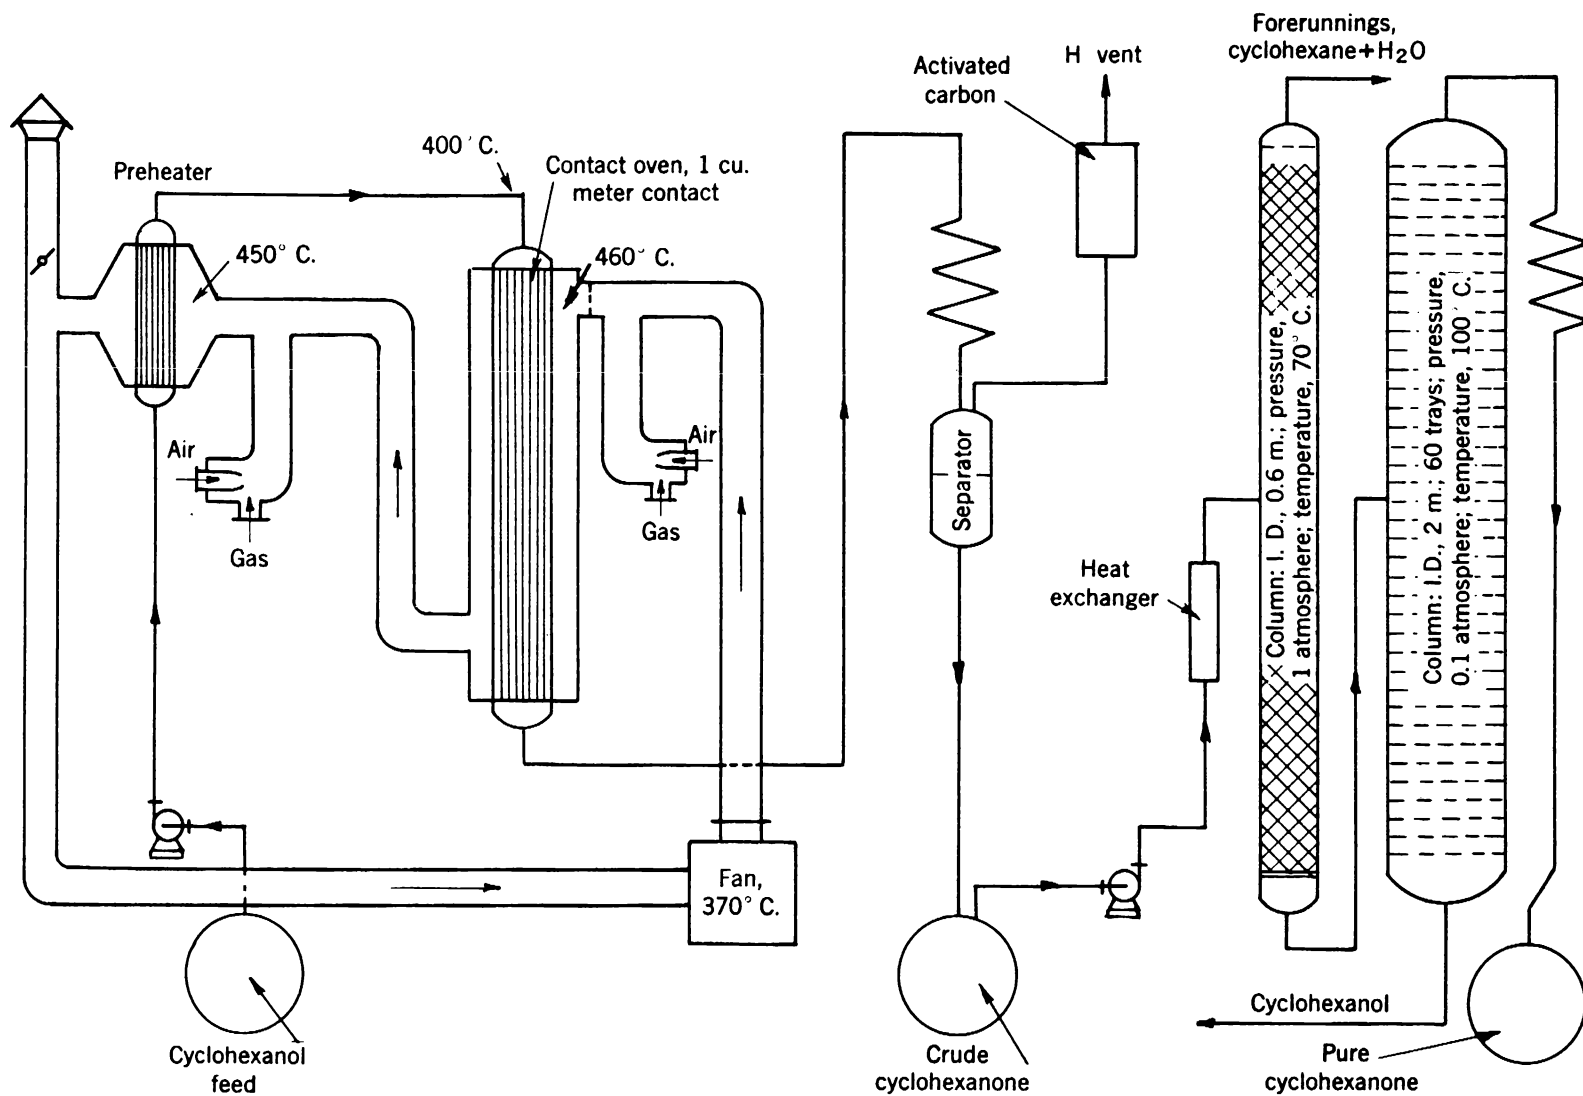 Forerunnings,
cyclohexane+H2O
H vent
Activated
carbon
400° C.
Preheater
Contact oven, 1 cu.
meter contact
450° C.
460° C.
Air
Gas
Air
Gas
Separator
Heat
exchanger
Column: I. D., 0.6 m.; pressure,
1 atmosphere; temperature, 70° C.
Column: I.D., 2 m.; 60 trays; pressure,
0.1 atmosphere; temperature, 100° C.
Fan,
370° C.
Cyclohexanol
feed
Crude
cyclohexanone
Cyclohexanol
Pure
cyclohexanone